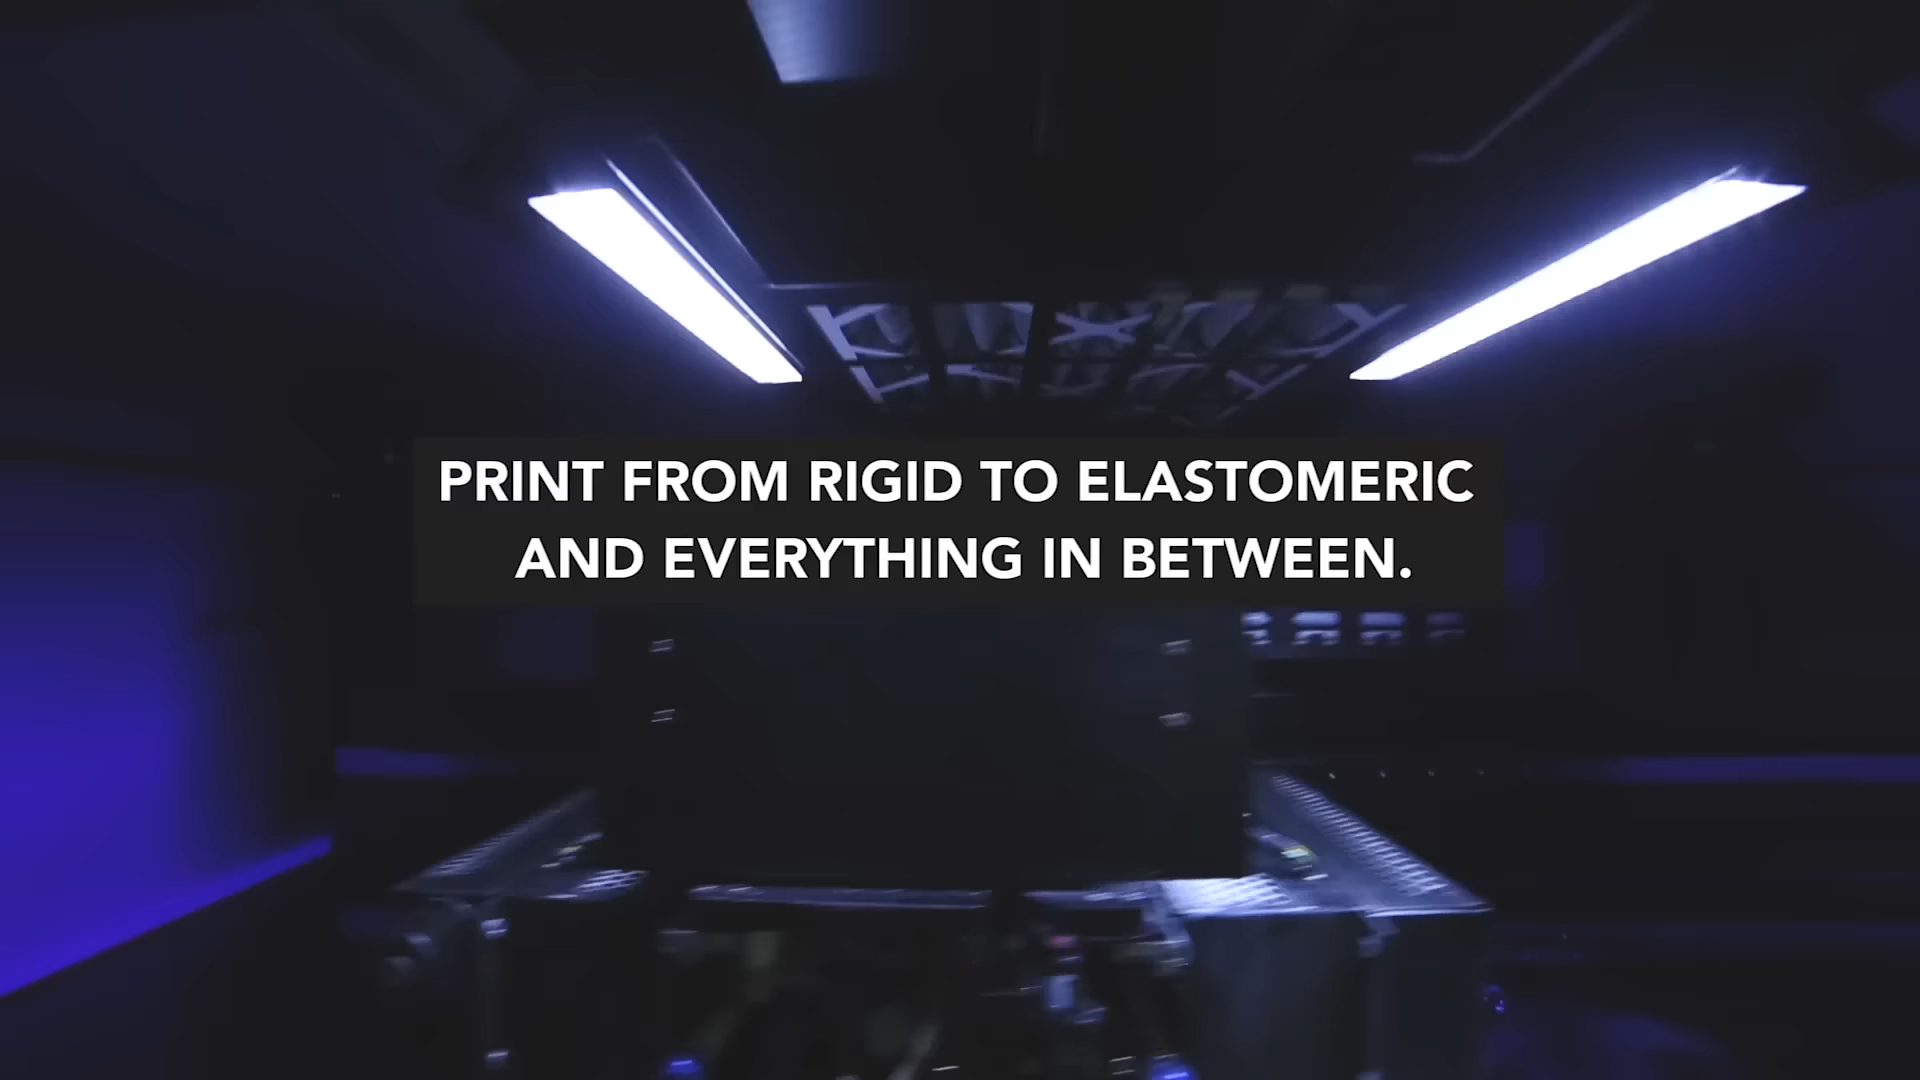 PRINT FROM RIGID TO ELASTOMERIC
AND EVERYTHING IN BETWEEN.